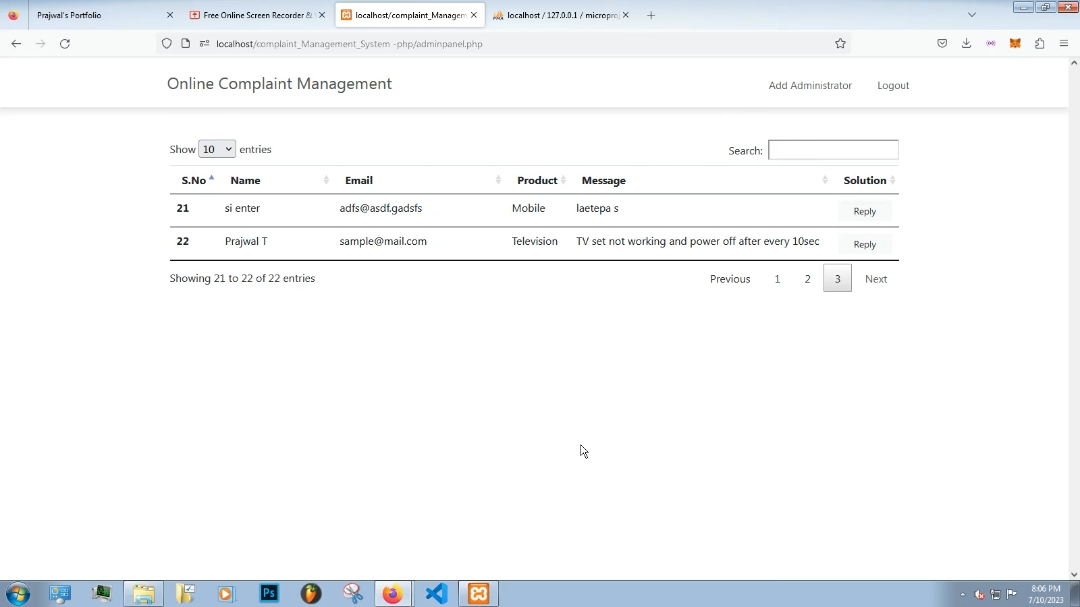 Prajwal's Portfolio
Free Online Screen Recorder &
localhost/complaint_Managem
localhost / 127.0.0.1 / micropro
localhost/complaint_Management_System -php/adminpanel.php
Online Complaint Management
Add Administrator
Logout
Show 10 entries
Search:
S.No Name Email Product Message Solution
21 si enter adfs@asdf.gadsfs Mobile laetepa s Reply
22 Prajwal T sample@mail.com Television TV set not working and power off after every 10sec Reply
Showing 21 to 22 of 22 entries
Previous 1 2 3 Next
Ps
8:06 PM
7/10/2023